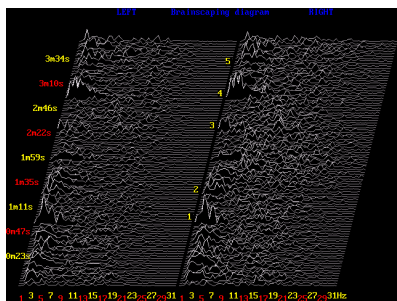 LEFT Brainscaping diagram RIGHT
3m34s
5
3m10s
4
2m46s
3
2m22s
1m59s
1m35s
2
1m11s
1
0m47s
0m23s
1 3 5 7 9 11 13 15 17 19 21 23 25 27 29 31 1 3 5 7 9 11 13 15 17 19 21 23 25 27 29 31Hz